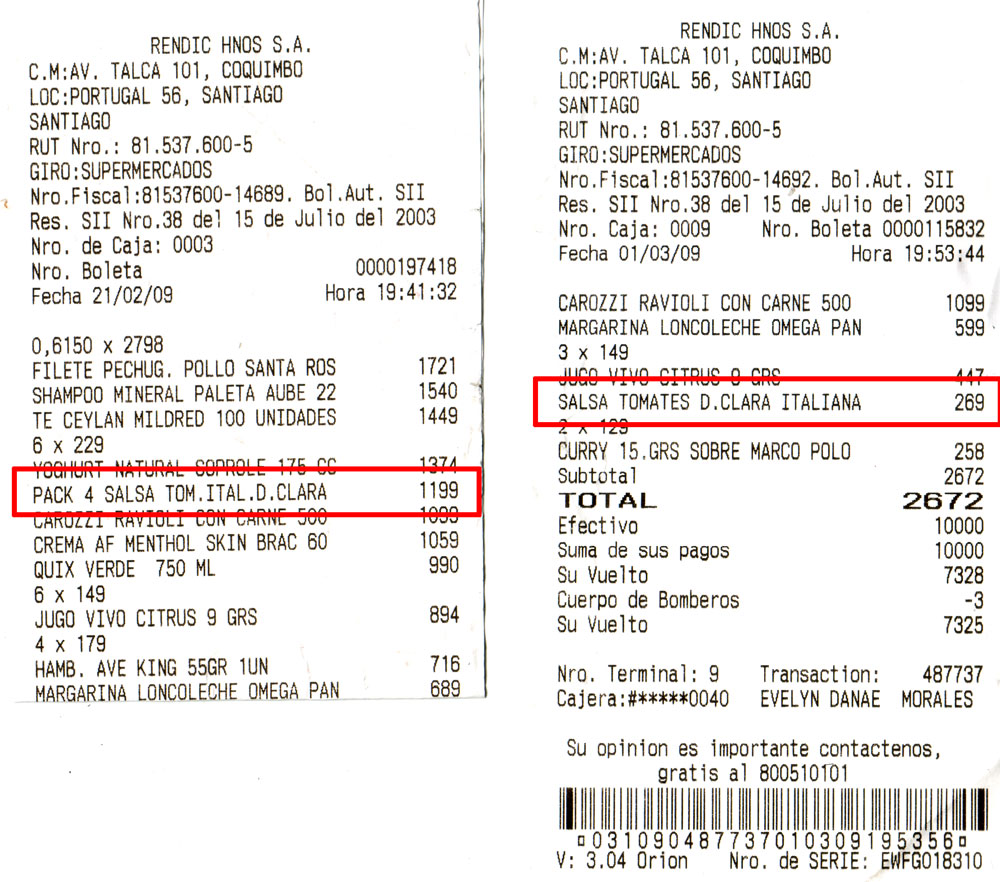 RENDIC HNOS S.A.
C.M:AV. TALCA 101, COQUIMBO
LOC:PORTUGAL 56, SANTIAGO
SANTIAGO
RUT Nro.: 81.537.600-5
GIRO:SUPERMERCADOS
Nro.Fiscal:81537600-14689. Bol.Aut. SII
Res. SII Nro.38 del 15 de Julio del 2003
Nro. de Caja: 0003
Nro. Boleta 0000197418
Fecha 21/02/09 Hora 19:41:32
0,6150 x 2798
FILETE PECHUG. POLLO SANTA ROS 1721
SHAMPOO MINERAL PALETA AUBE 22 1540
TE CEYLAN MILDRED 100 UNIDADES 1449
6 x 229
YOGHURT NATURAL SOPROLE 175 CC 1374
PACK 4 SALSA TOM.ITAL.D.CLARA 1199
CAROZZI RAVIOLI CON CARNE 500 1099
CREMA AF MENTHOL SKIN BRAC 60 1059
QUIX VERDE 750 ML 990
6 x 149
JUGO VIVO CITRUS 9 GRS 894
4 x 179
HAMB. AVE KING 55GR 1UN 716
MARGARINA LONCOLECHE OMEGA PAN 689
RENDIC HNOS S.A.
C.M:AV. TALCA 101, COQUIMBO
LOC:PORTUGAL 56, SANTIAGO
SANTIAGO
RUT Nro.: 81.537.600-5
GIRO:SUPERMERCADOS
Nro.Fiscal:81537600-14692. Bol.Aut. SII
Res. SII Nro.38 del 15 de Julio del 2003
Nro. Caja: 0009 Nro. Boleta 0000115832
Fecha 01/03/09 Hora 19:53:44
CAROZZI RAVIOLI CON CARNE 500 1099
MARGARINA LONCOLECHE OMEGA PAN 599
3 x 149
JUGO VIVO CITRUS 9 GRS 447
SALSA TOMATES D.CLARA ITALIANA 269
2 x 129
CURRY 15.GRS SOBRE MARCO POLO 258
Subtotal 2672
TOTAL 2672
Efectivo 10000
Suma de sus pagos 10000
Su Vuelto 7328
Cuerpo de Bomberos -3
Su Vuelto 7325
Nro. Terminal: 9 Transaction: 487737
Cajera:#*****0040 EVELYN DANAE MORALES
Su opinion es importante contactenos,
gratis al 800510101
¤031090487737010309195356¤
V: 3.04 Orion Nro. de SERIE: EWFG018310